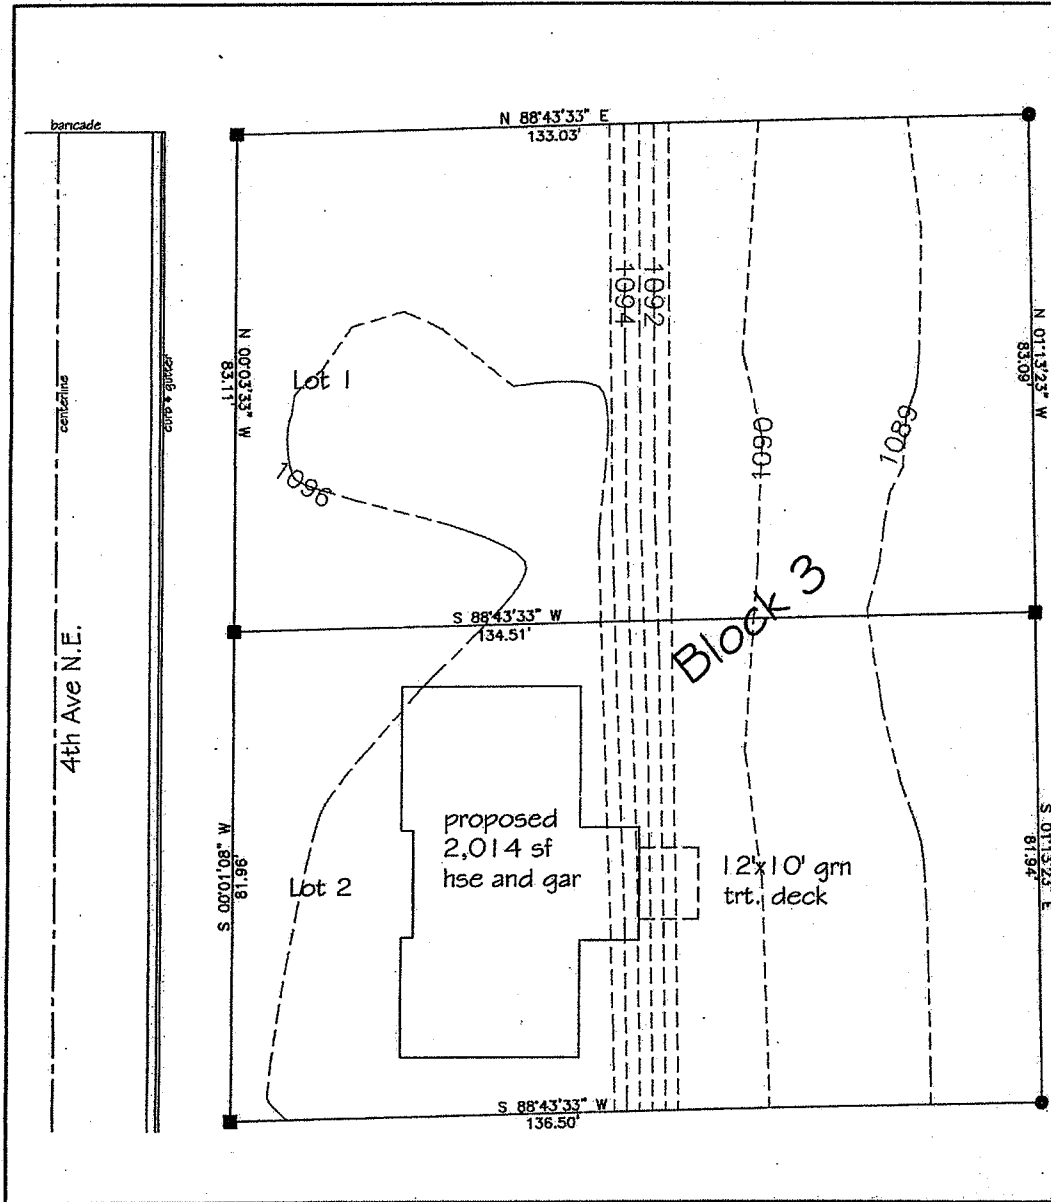 baricade
N 88°43'33" E
133.03'
centerline
curb & gutter
4th Ave N.E.
N 00°03'33" W
83.11'
Lot 1
1096
1094
1092
1090
1089
N 01°13'23" W
83.09'
S 88°43'33" W
134.51'
Block 3
S 00°01'08" W
81.96'
Lot 2
proposed
2,014 sf
hse and gar
12'x10' grn
trt. deck
S 01°13'23" E
81.94'
S 88°43'33" W
136.50'